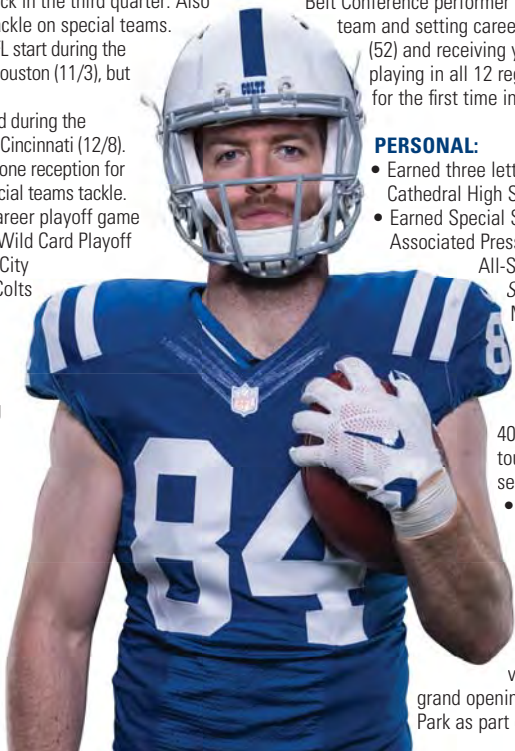 ck in the third quarter. Also
ckle on special teams.
L start during the
ouston (11/3), but
d during the
Cincinnati (12/8).
one reception for
cial teams tackle.
areer playoff game
Wild Card Playoff
City
Colts
COLTS
NFL
84
84
Belt Conference performer
team and setting career
(52) and receiving y
playing in all 12 reg
for the first time in
PERSONAL:
• Earned three lett
Cathedral High S
• Earned Special S
Associated Press
All-S
S
40
tou
se
•
v
grand openin
Park as part